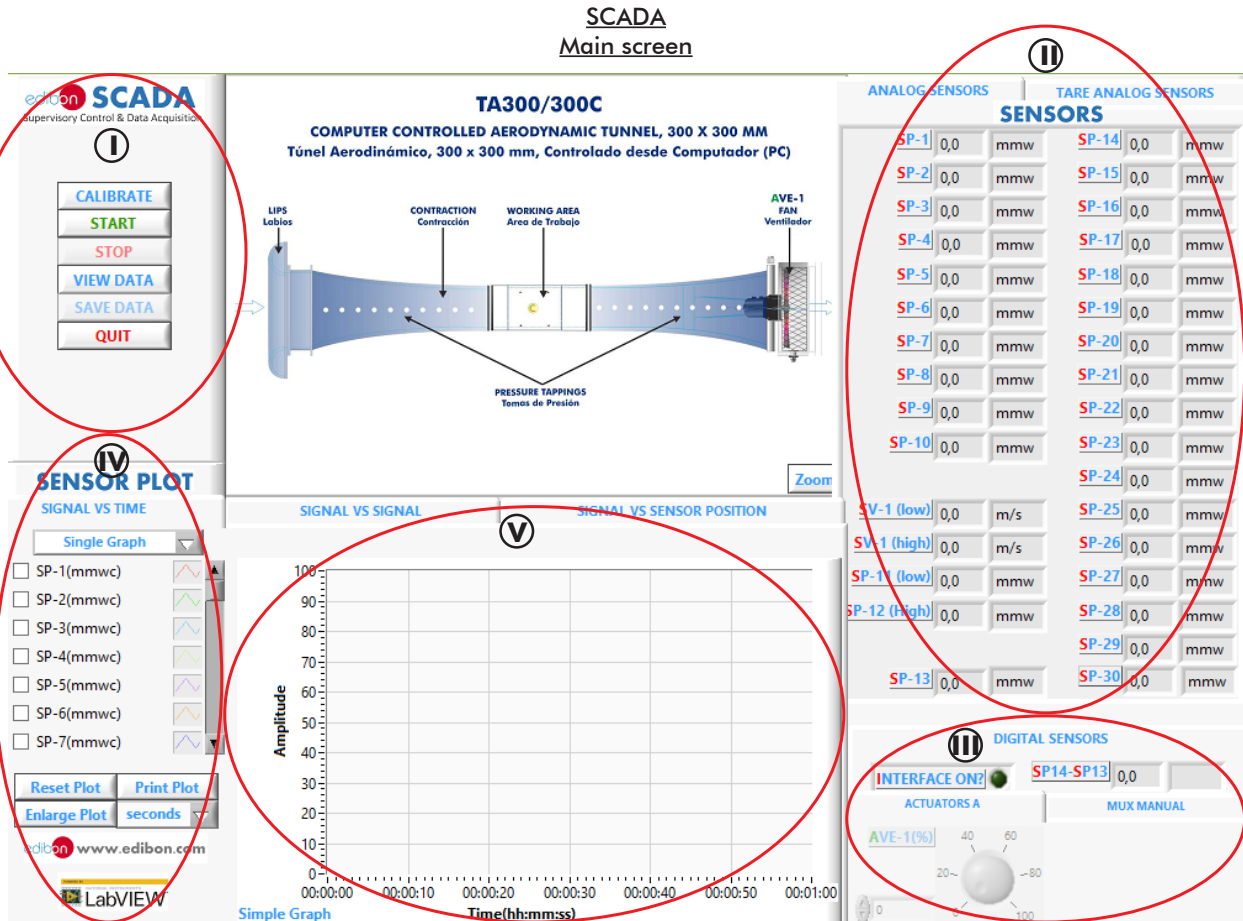 SCADA
Main screen
I
II
edibon SCADA
Supervisory Control & Data Acquisition
CALIBRATE
START
STOP
VIEW DATA
SAVE DATA
QUIT
TA300/300C
COMPUTER CONTROLLED AERODYNAMIC TUNNEL, 300 X 300 MM
Túnel Aerodinámico, 300 x 300 mm, Controlado desde Computador (PC)
LIPS
Labios
CONTRACTION
Contracción
WORKING AREA
Area de Trabajo
AVE-1
FAN
Ventilador
PRESSURE TAPPINGS
Tomas de Presión
Zoom
ANALOG SENSORS TARE ANALOG SENSORS
SENSORS
SP-1 0,0 mmw SP-14 0,0 mmw
SP-2 0,0 mmw SP-15 0,0 mmw
SP-3 0,0 mmw SP-16 0,0 mmw
SP-4 0,0 mmw SP-17 0,0 mmw
SP-5 0,0 mmw SP-18 0,0 mmw
SP-6 0,0 mmw SP-19 0,0 mmw
SP-7 0,0 mmw SP-20 0,0 mmw
SP-8 0,0 mmw SP-21 0,0 mmw
SP-9 0,0 mmw SP-22 0,0 mmw
SP-10 0,0 mmw SP-23 0,0 mmw
SP-24 0,0 mmw
SV-1 (low) 0,0 m/s SP-25 0,0 mmw
SV-1 (high) 0,0 m/s SP-26 0,0 mmw
SP-11 (low) 0,0 mmw SP-27 0,0 mmw
SP-12 (High) 0,0 mmw SP-28 0,0 mmw
SP-29 0,0 mmw
SP-13 0,0 mmw SP-30 0,0 mmw
IV
SENSOR PLOT
SIGNAL VS TIME SIGNAL VS SIGNAL SIGNAL VS SENSOR POSITION
Single Graph
SP-1(mmwc)
SP-2(mmwc)
SP-3(mmwc)
SP-4(mmwc)
SP-5(mmwc)
SP-6(mmwc)
SP-7(mmwc)
Reset Plot Print Plot
Enlarge Plot seconds
edibon www.edibon.com
LabVIEW
V
100
90
80
70
60
50
40
30
20
10
0
Amplitude
00:00:00 00:00:10 00:00:20 00:00:30 00:00:40 00:00:50 00:01:00
Simple Graph Time(hh:mm:ss)
III
DIGITAL SENSORS
INTERFACE ON? SP14-SP13 0,0
ACTUATORS A MUX MANUAL
AVE-1(%)
40 60
20 80
0 100
0